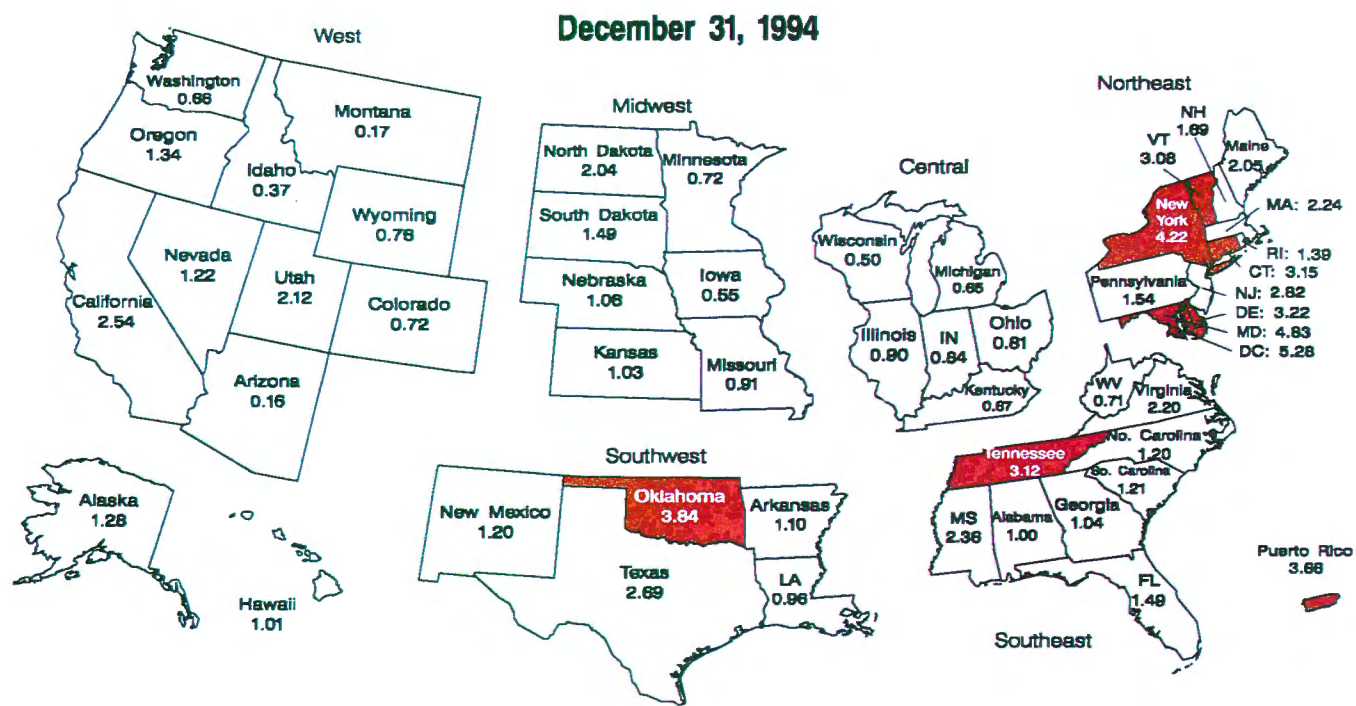 December 31, 1994
West
Washington
0.68
Oregon
1.34
Montana
0.17
Idaho
0.37
Wyoming
0.76
Nevada
1.22
Utah
2.12
Colorado
0.72
California
2.54
Arizona
0.16
Alaska
1.28
Hawaii
1.01
Midwest
North Dakota
2.04
Minnesota
0.72
South Dakota
1.49
Nebraska
1.06
Iowa
0.55
Kansas
1.03
Missouri
0.91
Southwest
New Mexico
1.20
Oklahoma
3.84
Arkansas
1.10
Texas
2.69
LA
0.96
Central
Wisconsin
0.50
Michigan
0.65
Illinois
0.90
IN
0.84
Ohio
0.81
Kentucky
0.67
Northeast
NH
1.69
VT
3.08
Maine
2.05
New
York
4.22
MA: 2.24
RI: 1.39
CT: 3.15
Pennsylvania
1.54
NJ: 2.82
DE: 3.22
MD: 4.83
DC: 5.28
WV
0.71
Virginia
2.20
Tennessee
3.12
No. Carolina
1.20
So. Carolina
1.21
MS
2.36
Alabama
1.00
Georgia
1.04
FL
1.49
Southeast
Puerto Rico
3.66